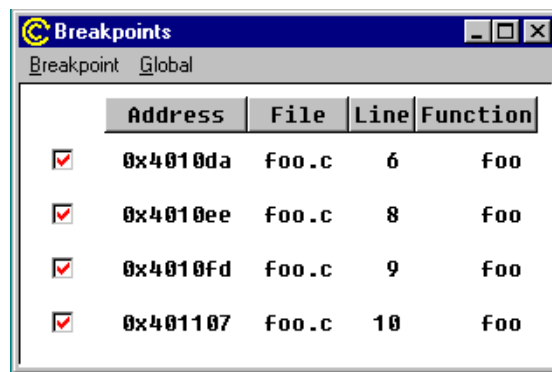 Breakpoints
Breakpoint Global
Address File Line Function
0x4010da foo.c 6 foo
0x4010ee foo.c 8 foo
0x4010fd foo.c 9 foo
0x401107 foo.c 10 foo